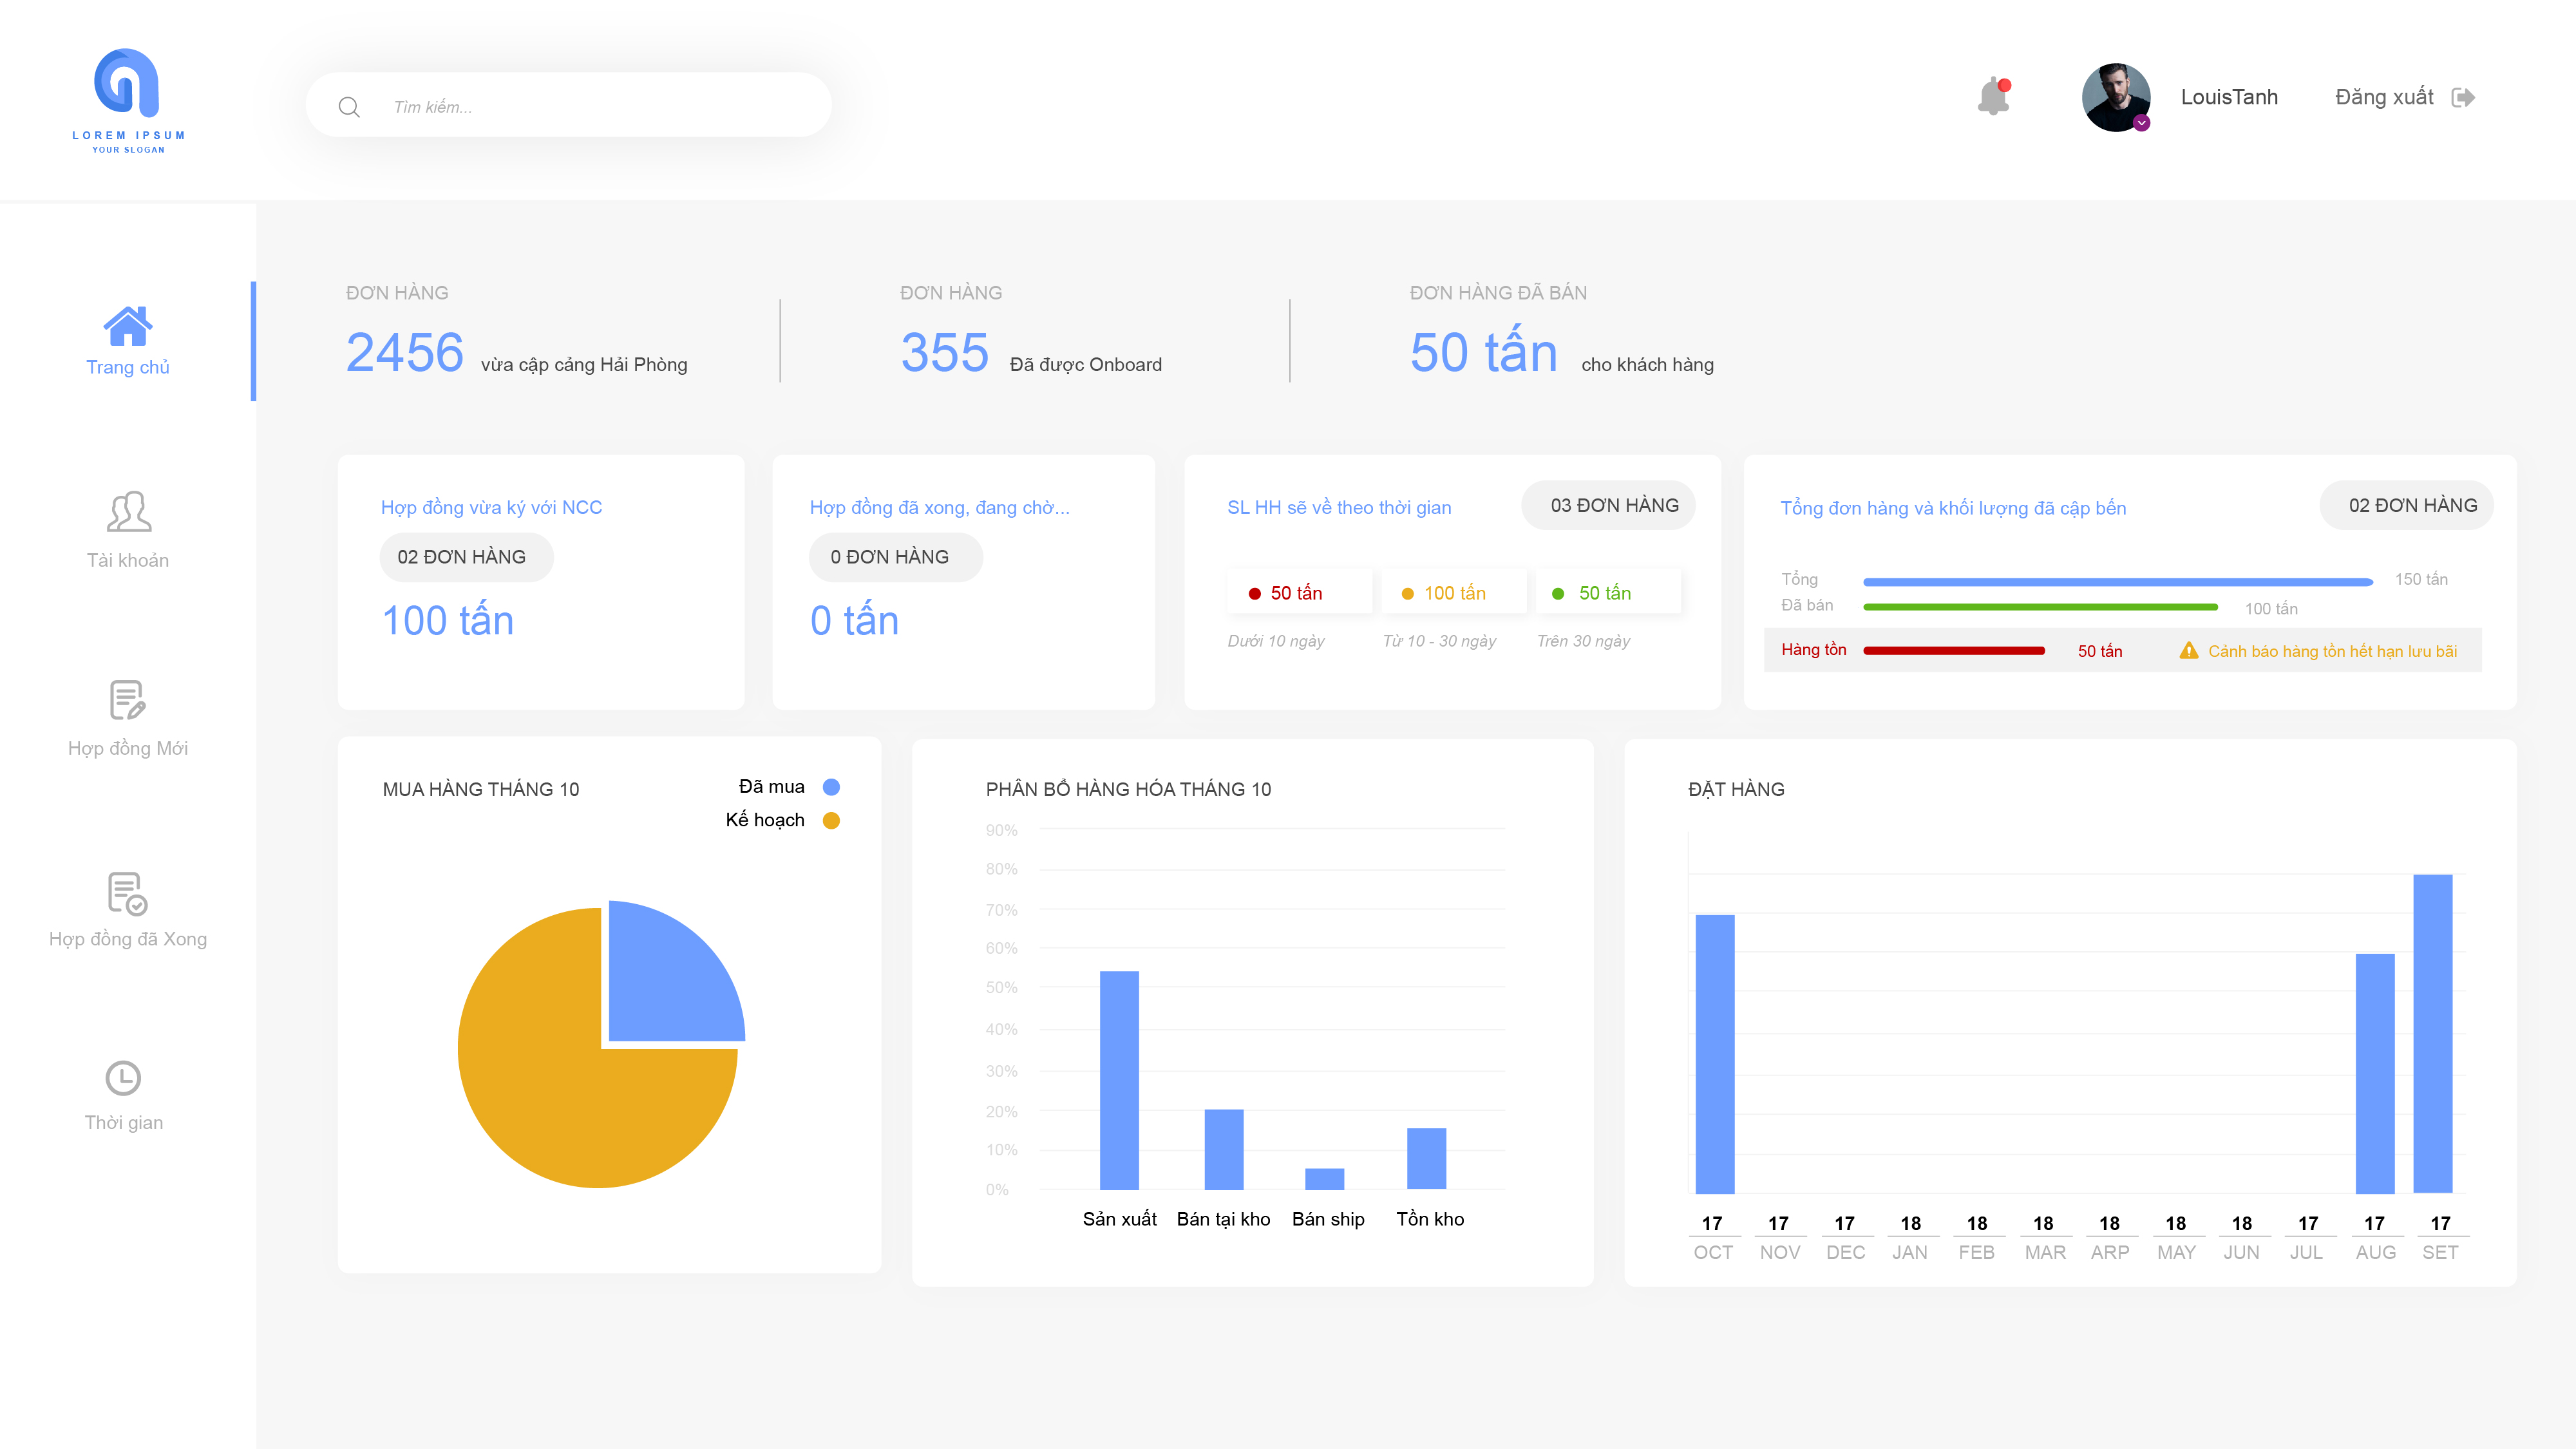 LOREM IPSUM
YOUR SLOGAN
Tìm kiếm...
LouisTanh
Đăng xuất
Trang chủ
Tài khoản
Hợp đồng Mới
Hợp đồng đã Xong
Thời gian
ĐƠN HÀNG
2456 vừa cập cảng Hải Phòng
ĐƠN HÀNG
355 Đã được Onboard
ĐƠN HÀNG ĐÃ BÁN
50 tấn cho khách hàng
Hợp đồng vừa ký với NCC
02 ĐƠN HÀNG
100 tấn
Hợp đồng đã xong, đang chờ...
0 ĐƠN HÀNG
0 tấn
SL HH sẽ về theo thời gian
03 ĐƠN HÀNG
50 tấn
100 tấn
50 tấn
Dưới 10 ngày
Từ 10 - 30 ngày
Trên 30 ngày
Tổng đơn hàng và khối lượng đã cập bến
02 ĐƠN HÀNG
Tổng 150 tấn
Đã bán 100 tấn
Hàng tồn 50 tấn Cảnh báo hàng tồn hết hạn lưu bãi
MUA HÀNG THÁNG 10
Đã mua
Kế hoạch
PHÂN BỔ HÀNG HÓA THÁNG 10
90%
80%
70%
60%
50%
40%
30%
20%
10%
0%
Sản xuất Bán tại kho Bán ship Tồn kho
ĐẶT HÀNG
17 17 17 18 18 18 18 18 18 17 17 17
OCT NOV DEC JAN FEB MAR ARP MAY JUN JUL AUG SET